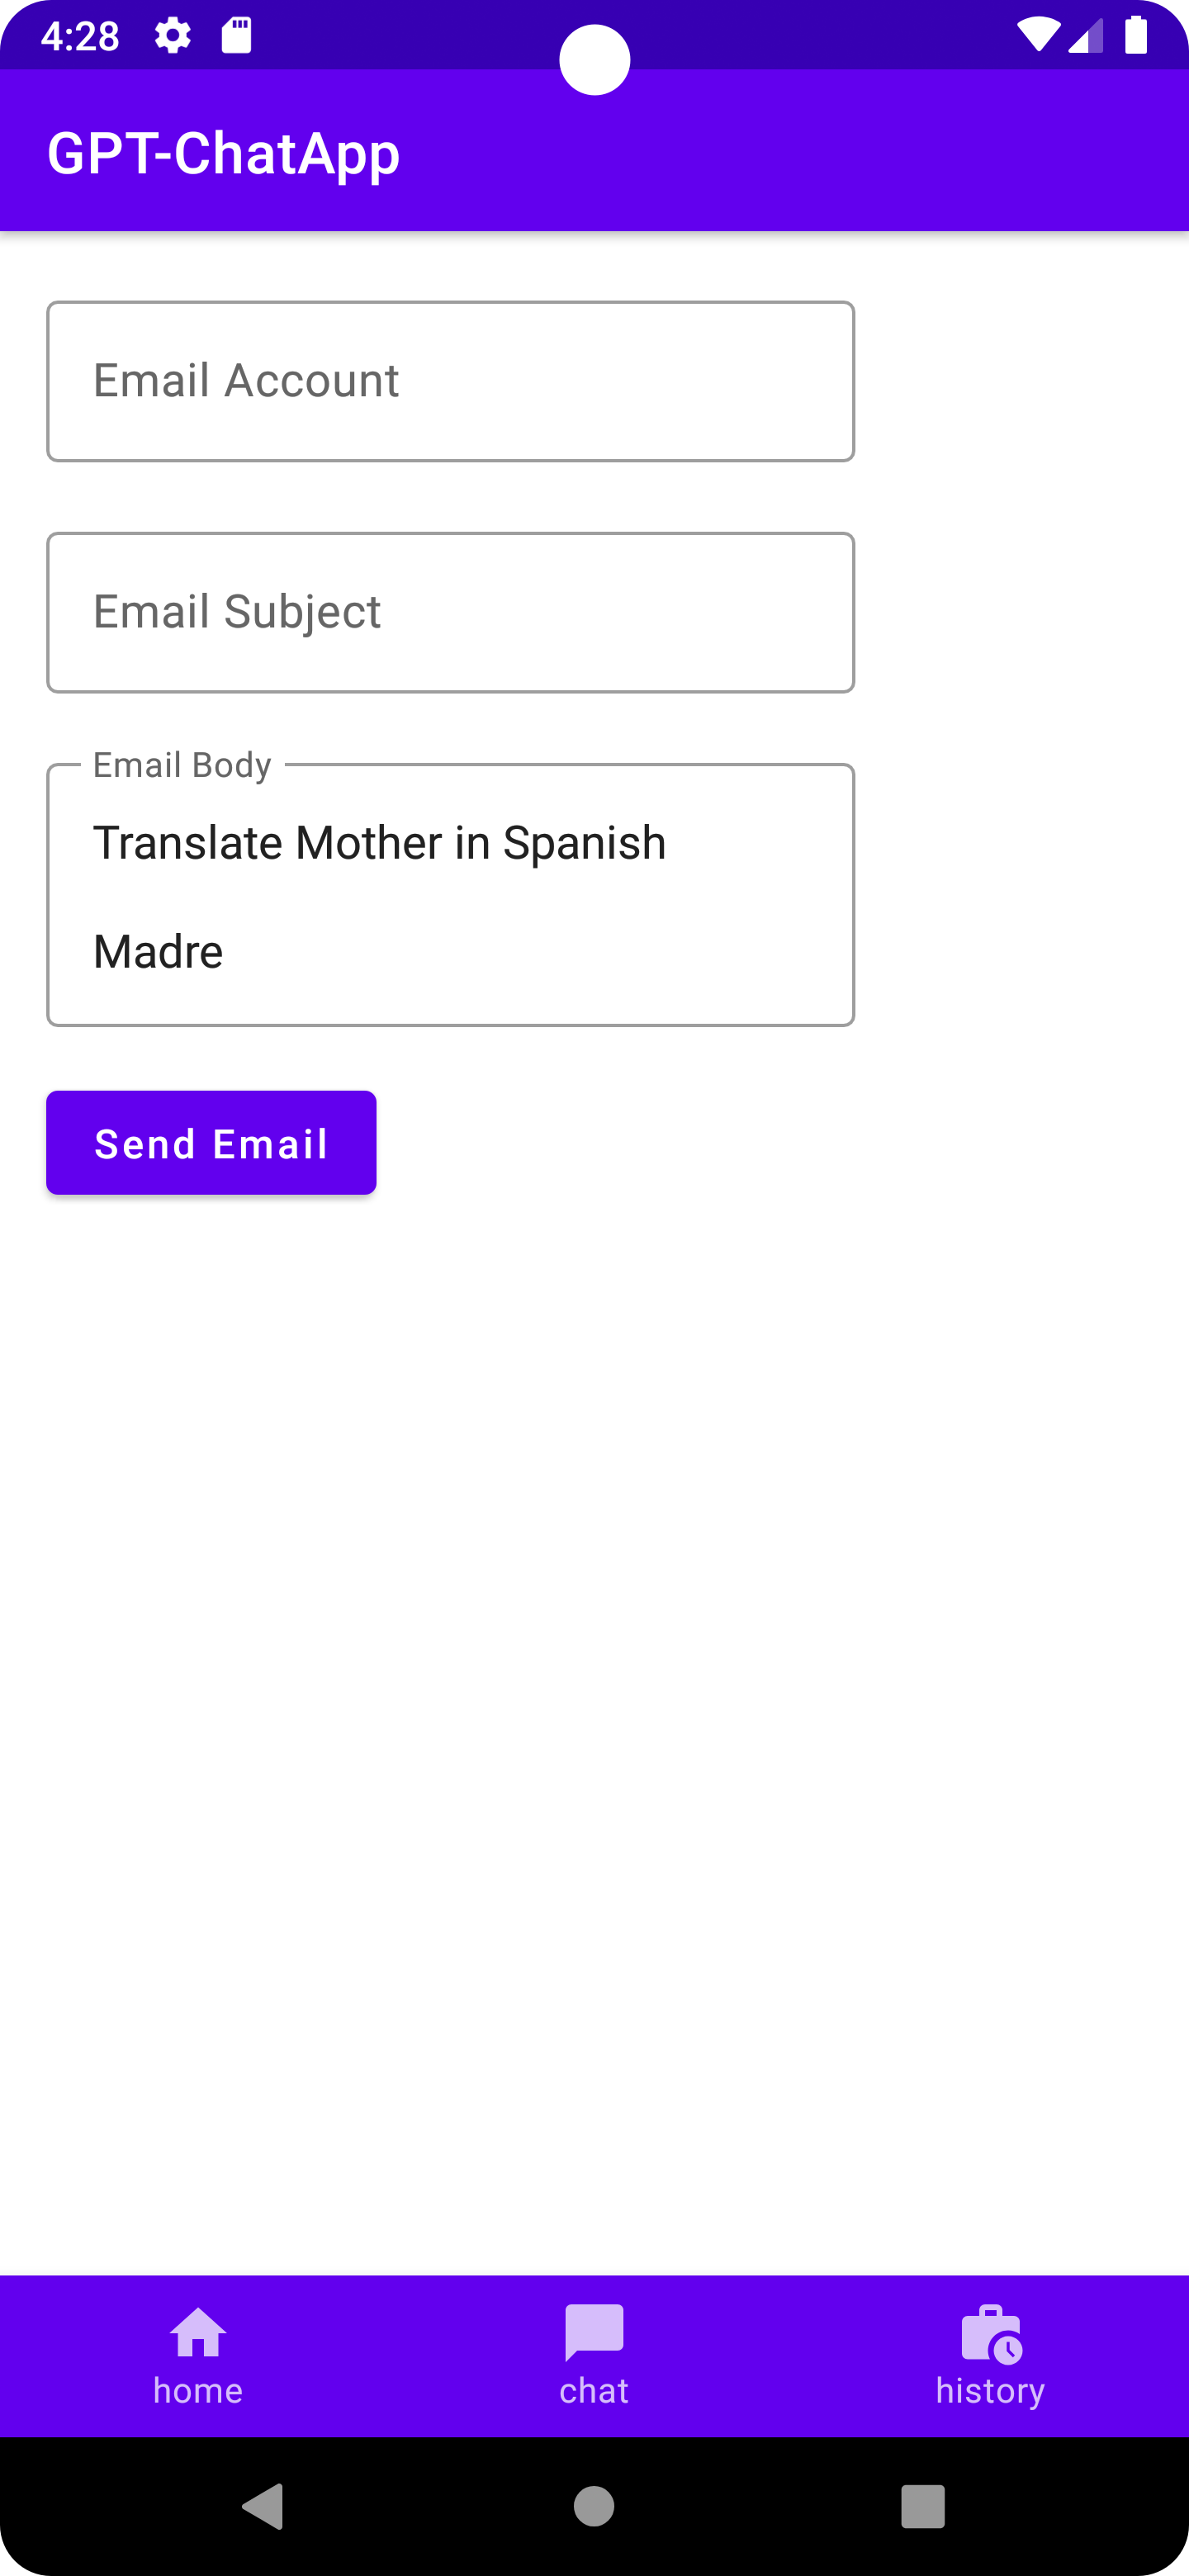 4:28
GPT-ChatApp
Email Account
Email Subject
Email Body
Translate Mother in Spanish
Madre
Send Email
home
chat
history